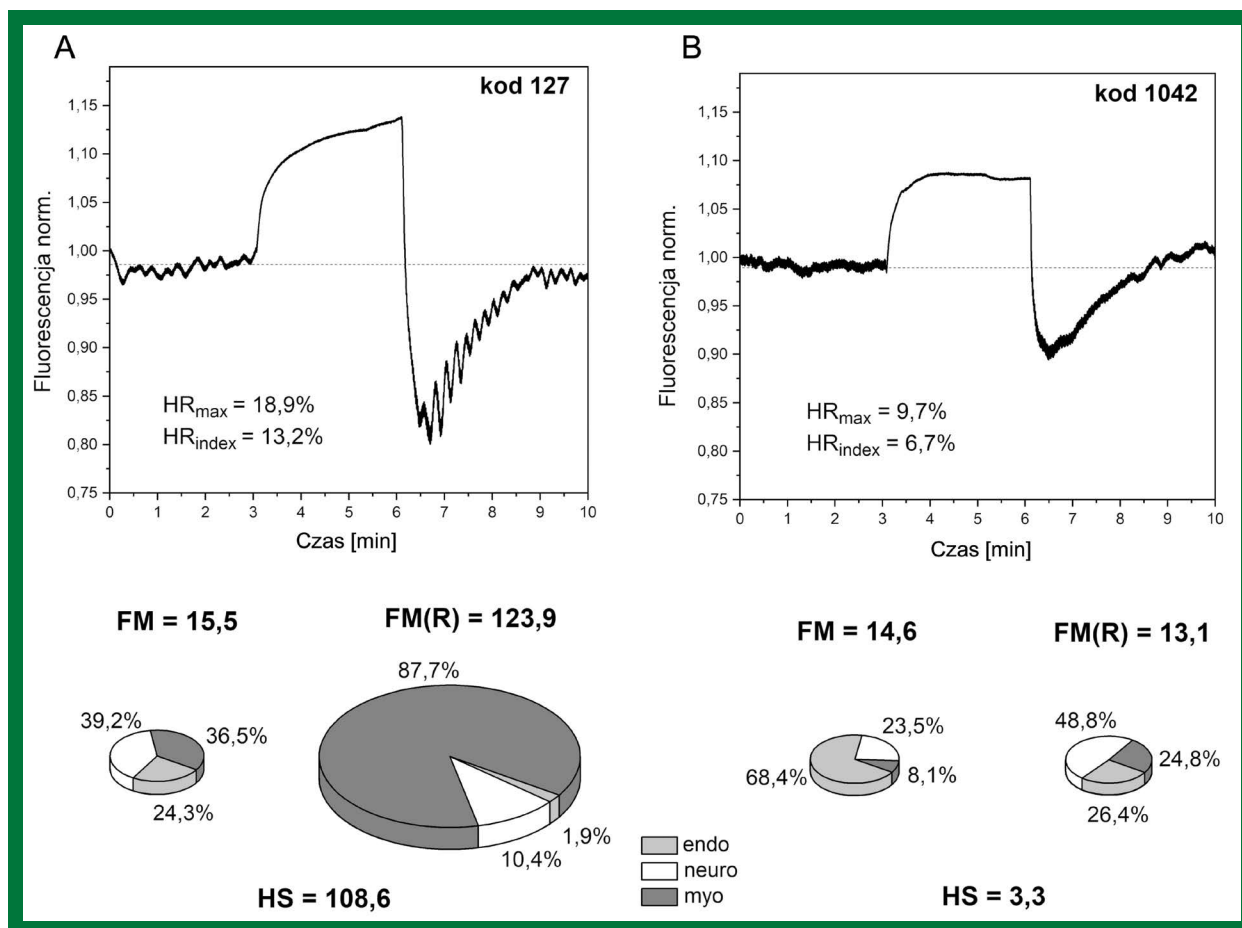 A
kod 127
Fluorescencja norm.
1,15
1,10
1,05
1,00
0,95
0,90
0,85
0,80
0,75
HRmax = 18,9%
HRindex = 13,2%
0 1 2 3 4 5 6 7 8 9 10
Czas [min]
B
kod 1042
Fluorescencja norm.
1,15
1,10
1,05
1,00
0,95
0,90
0,85
0,80
0,75
HRmax = 9,7%
HRindex = 6,7%
0 1 2 3 4 5 6 7 8 9 10
Czas [min]
FM = 15,5
39,2%
36,5%
24,3%
FM(R) = 123,9
87,7%
1,9%
10,4%
HS = 108,6
endo
neuro
myo
FM = 14,6
23,5%
68,4%
8,1%
FM(R) = 13,1
48,8%
24,8%
26,4%
HS = 3,3